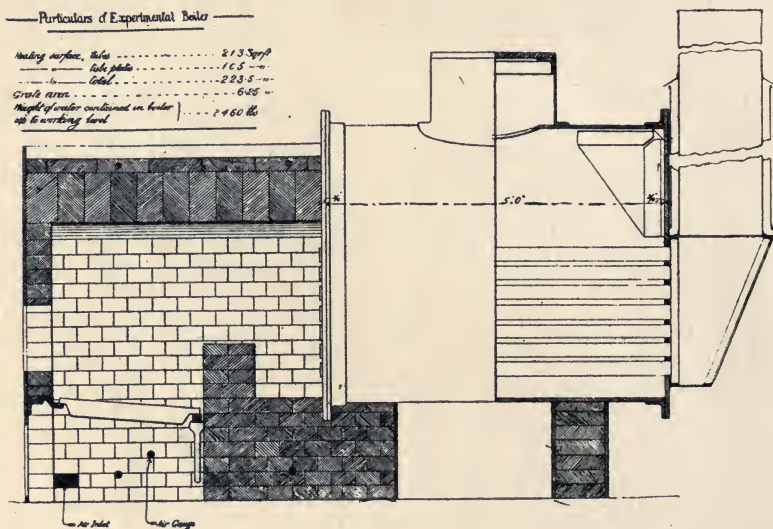 Particulars of Experimental Boiler
Heating surface, tubes 213 Sqr ft
" tube plates 10.5 "
" total 223.5 "
Grate area 6.25 "
Weight of water contained in boiler
up to working level } 2460 lbs
5'.0"
Air Inlet
Air Gauge